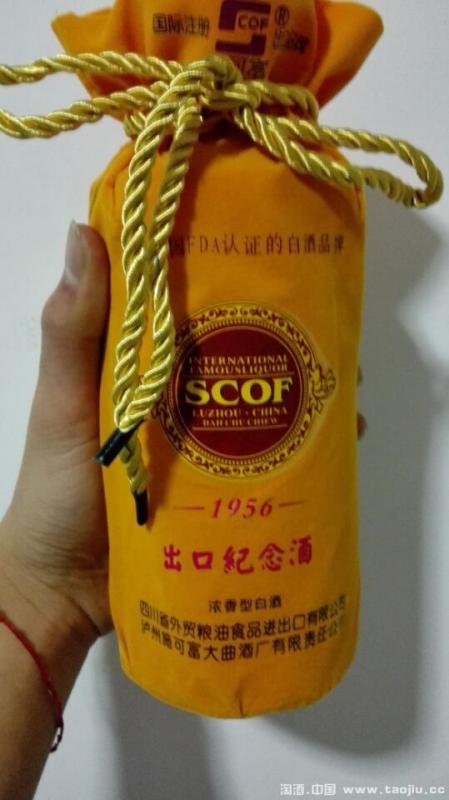 国际注册
SCOF
®
国FDA认证的白酒品牌
INTERNATIONAL
FAMOUSLIQUOR
SCOF
LUZHOU · CHINA
DAH CHU CHIEW
—1956—
出口紀念酒
浓香型白酒
四川省外贸粮油食品进出口有限公司
泸州施可富大曲酒厂有限责任公司
淘酒.中国 www.taojiu.cc